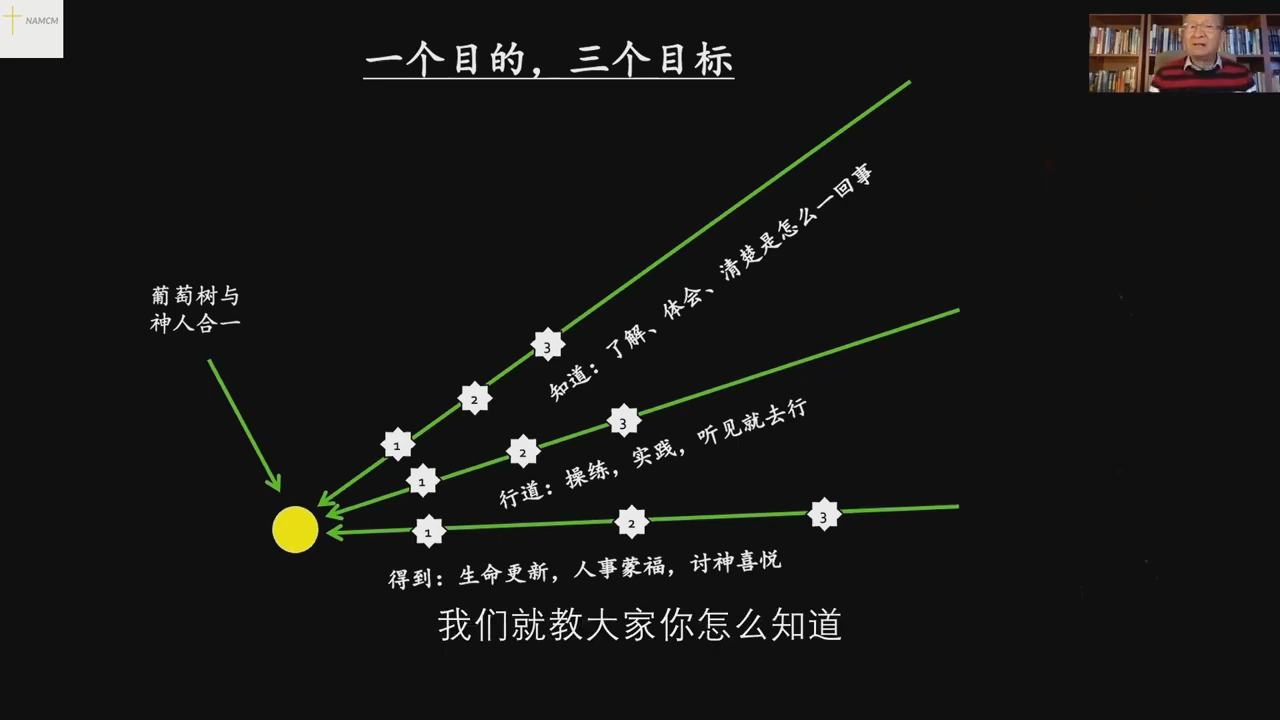 NAMCM
一个目的，三个目标
葡萄树与
神人合一
3
2
1
知道：了解、体会、清楚是怎么一回事
3
2
1
行道：操练，实践，听见就去行
1
2
3
得到：生命更新，人事蒙福，讨神喜悦
我们就教大家你怎么知道